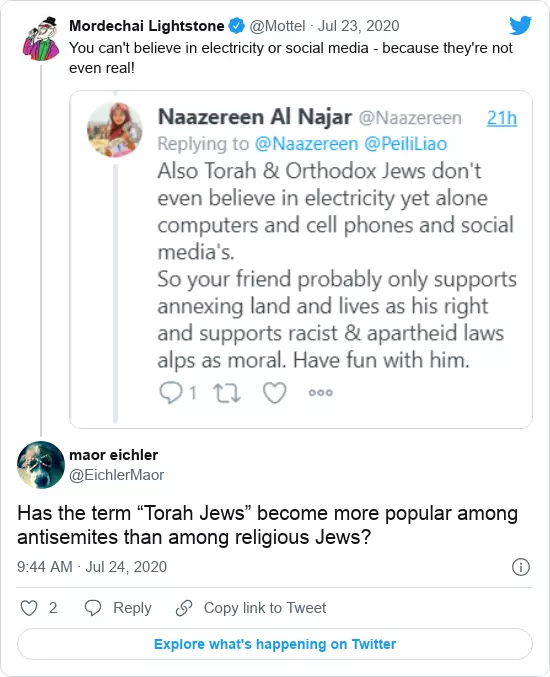 Mordechai Lightstone @Mottel · Jul 23, 2020
You can't believe in electricity or social media - because they're not
even real!
Naazereen Al Najar @Naazereen 21h
Replying to @Naazereen @PeiliLiao
Also Torah & Orthodox Jews don't
even believe in electricity yet alone
computers and cell phones and social
media's.
So your friend probably only supports
annexing land and lives as his right
and supports racist & apartheid laws
alps as moral. Have fun with him.
1
maor eichler
@EichlerMaor
Has the term “Torah Jews” become more popular among
antisemites than among religious Jews?
9:44 AM · Jul 24, 2020
2 Reply Copy link to Tweet
Explore what's happening on Twitter